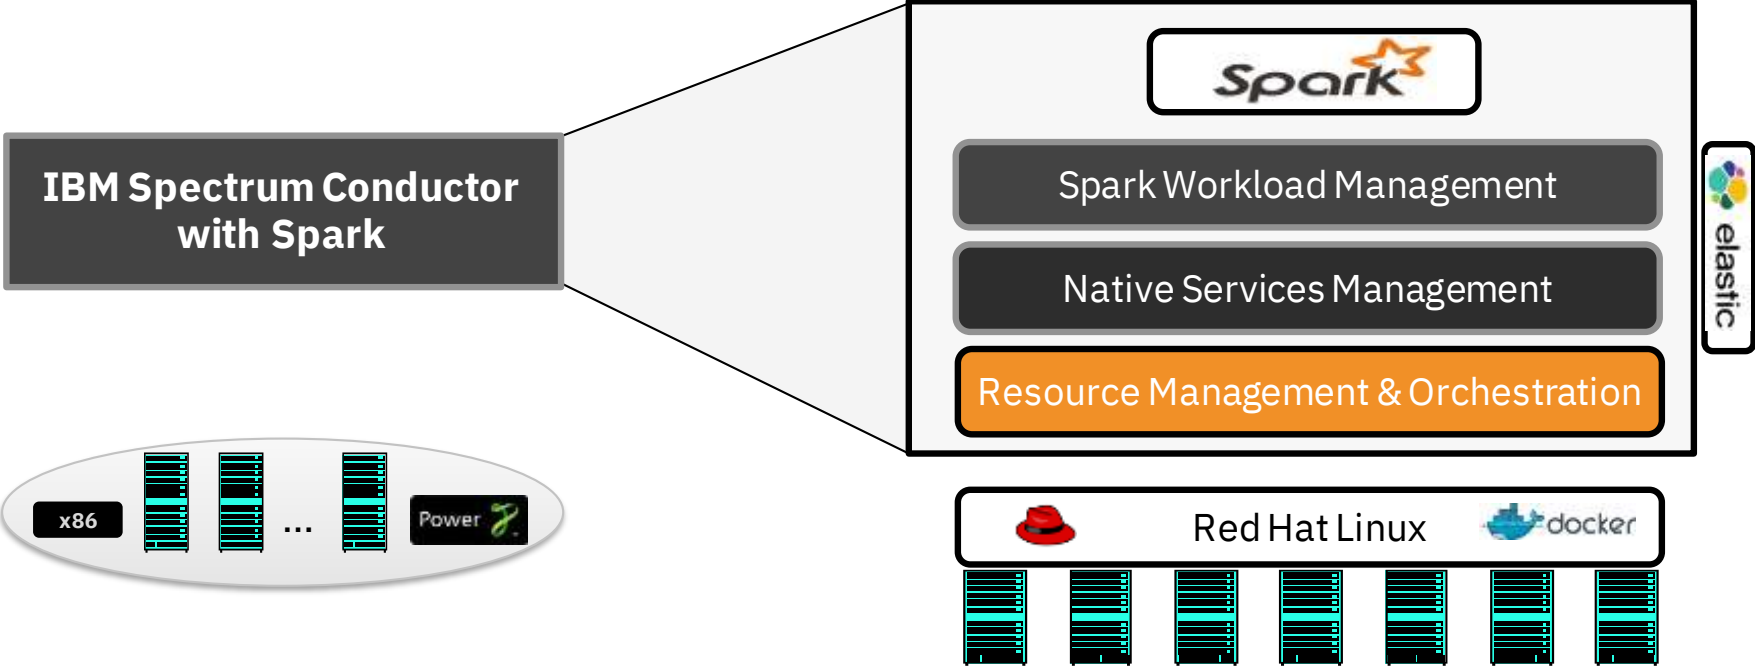 IBM Spectrum Conductor
with Spark
x86
...
Power
Spark
Spark Workload Management
Native Services Management
Resource Management & Orchestration
elastic
Red Hat Linux
docker